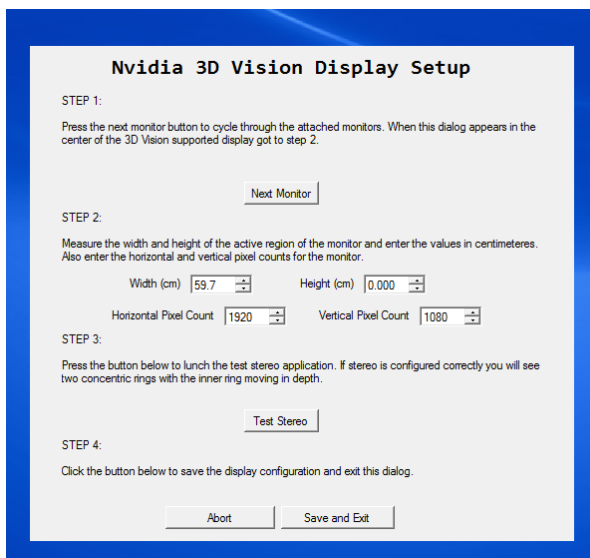 Nvidia 3D Vision Display Setup
STEP 1:
Press the next monitor button to cycle through the attached monitors. When this dialog appears in the
center of the 3D Vision supported display got to step 2.
Next Monitor
STEP 2:
Measure the width and height of the active region of the monitor and enter the values in centimeteres.
Also enter the horizontal and vertical pixel counts for the monitor.
Width (cm) 59.7 Height (cm) 0.000
Horizontal Pixel Count 1920 Vertical Pixel Count 1080
STEP 3:
Press the button below to lunch the test stereo application. If stereo is configured correctly you will see
two concentric rings with the inner ring moving in depth.
Test Stereo
STEP 4:
Click the button below to save the display configuration and exit this dialog.
Abort Save and Exit